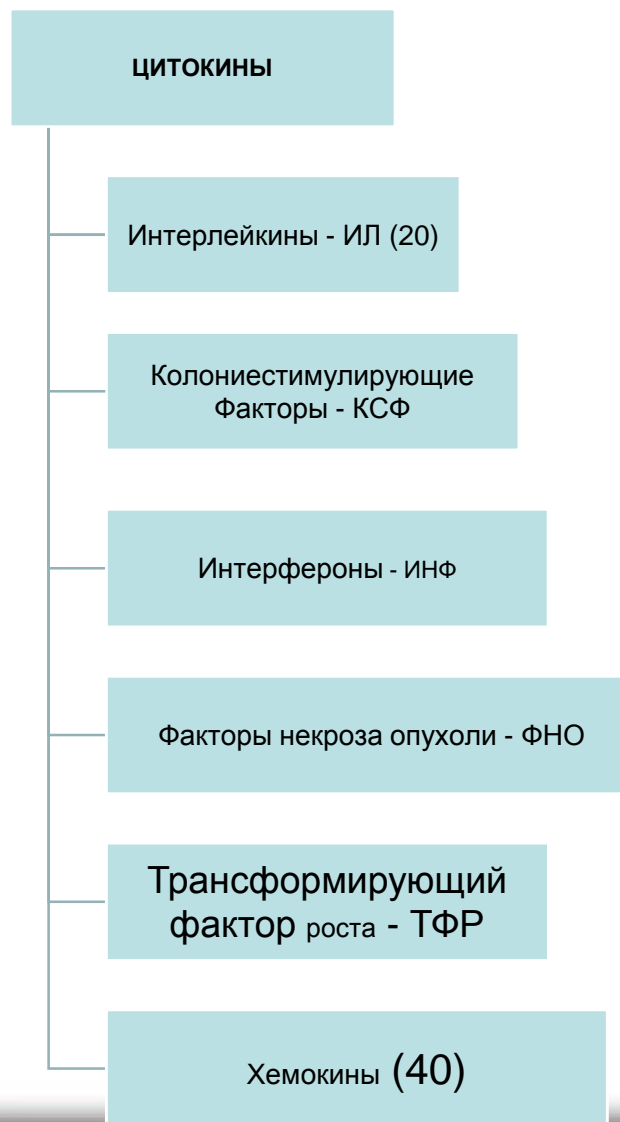 ЦИТОКИНЫ
Интерлейкины - ИЛ (20)
Колониестимулирующие
Факторы - КСФ
Интерфероны - ИНФ
Факторы некроза опухоли - ФНО
Трансформирующий
фактор роста - ТФР
Хемокины (40)